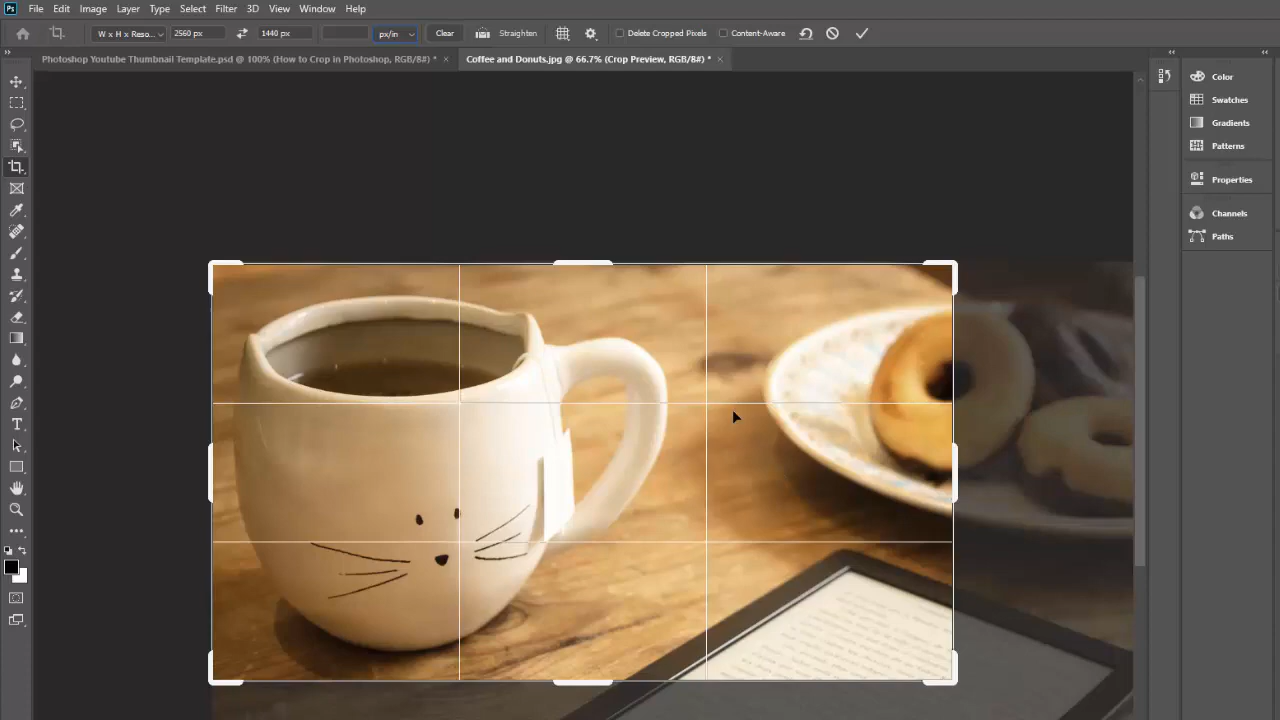 Ps File Edit Image Layer Type Select Filter 3D View Window Help
W x H x Reso... 2560 px 1440 px px/in Clear Straighten Delete Cropped Pixels Content-Aware
Photoshop Youtube Thumbnail Template.psd @ 100% (How to Crop in Photoshop, RGB/8#) * × Coffee and Donuts.jpg @ 66.7% (Crop Preview, RGB/8#) * ×
Color
Swatches
Gradients
Patterns
Properties
Channels
Paths